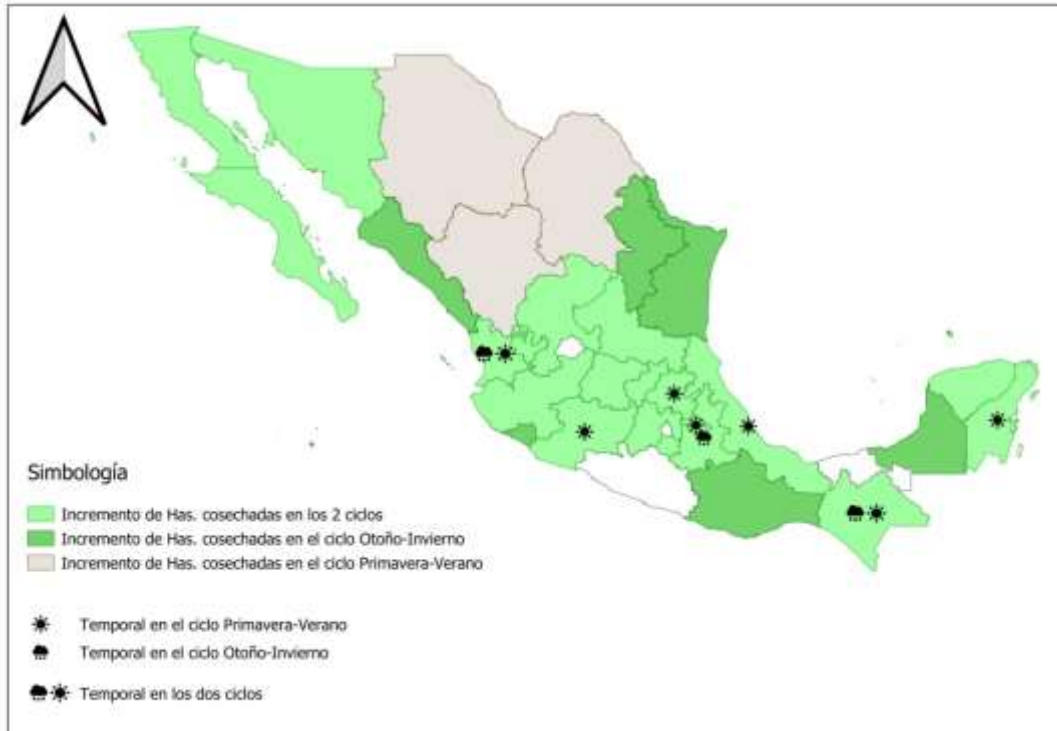 Simbología
Incremento de Has. cosechadas en los 2 ciclos
Incremento de Has. cosechadas en el ciclo Otoño-Invierno
Incremento de Has. cosechadas en el ciclo Primavera-Verano
Temporal en el ciclo Primavera-Verano
Temporal en el ciclo Otoño-Invierno
Temporal en los dos ciclos